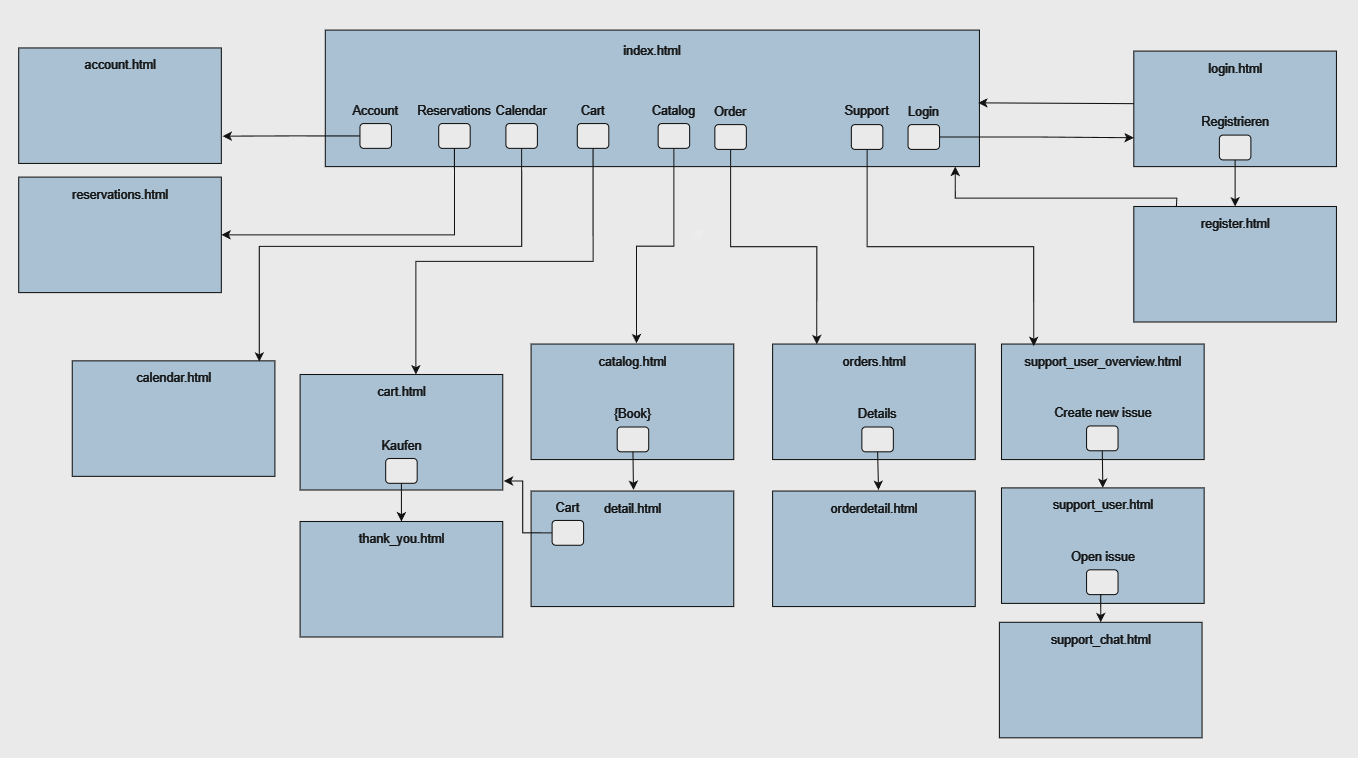 index.html
account.html
login.html
Account
Reservations
Calendar
Cart
Catalog
Order
Support
Login
Registrieren
reservations.html
register.html
calendar.html
cart.html
catalog.html
orders.html
support_user_overview.html
Kaufen
{Book}
Details
Create new issue
thank_you.html
Cart
detail.html
orderdetail.html
support_user.html
Open issue
support_chat.html